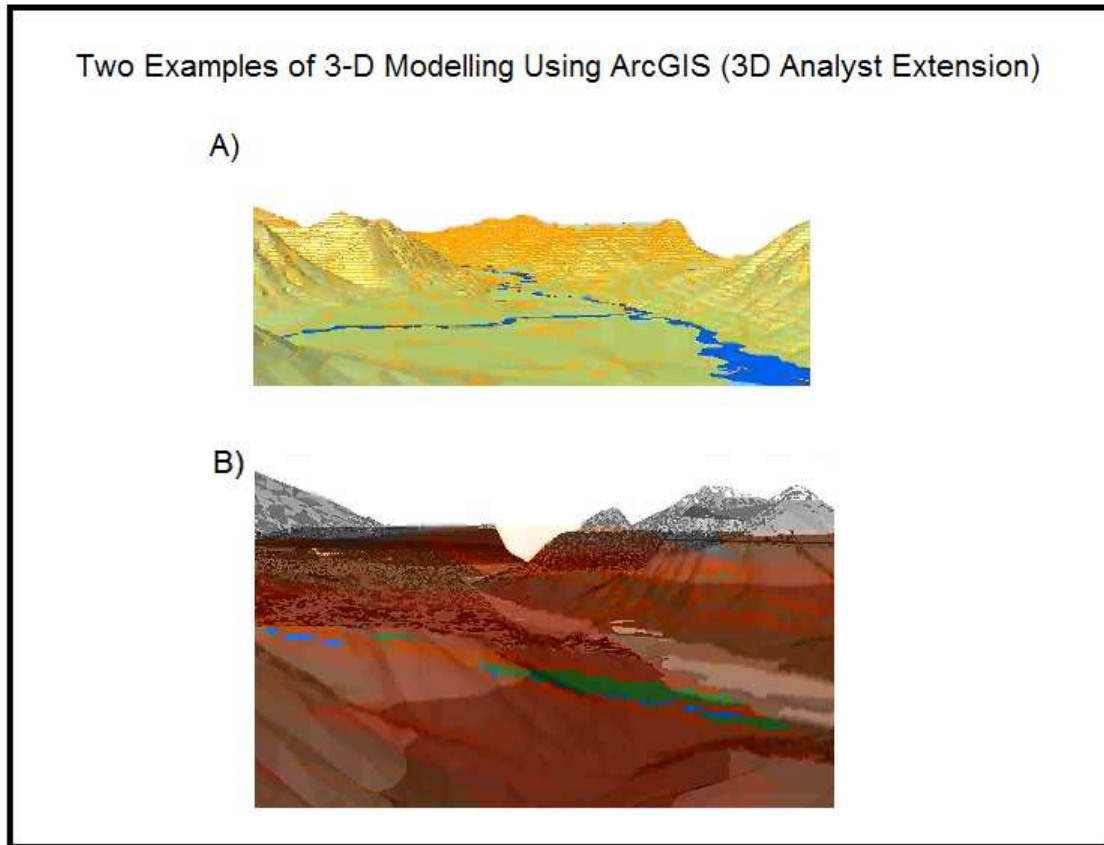 Two Examples of 3-D Modelling Using ArcGIS (3D Analyst Extension)
A)
B)